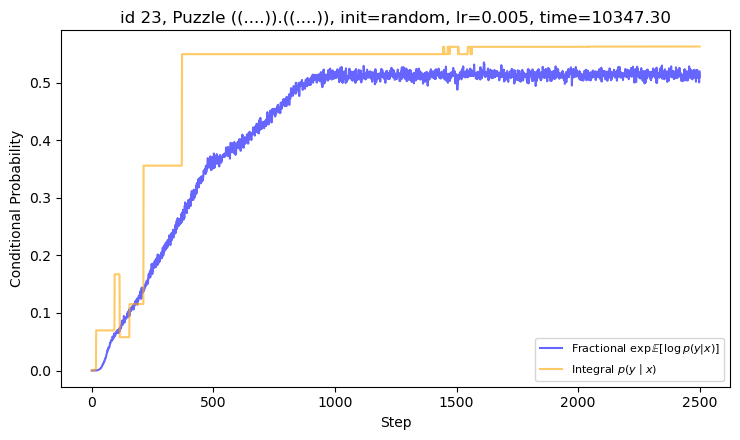 id 23, Puzzle ((....)).((....)), init=random, lr=0.005, time=10347.30
Conditional Probability
0.5
0.4
0.3
0.2
0.1
0.0
Fractional exp 𝔼[log p(y|x)]
Integral p(y | x)
0 500 1000 1500 2000 2500
Step